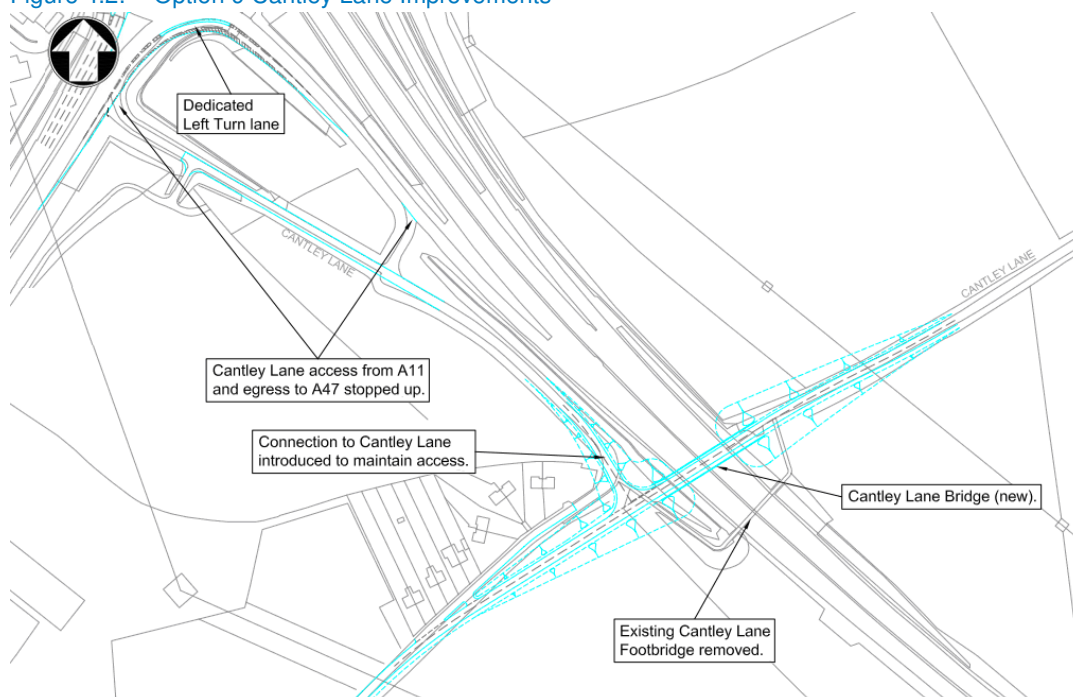 Figure 4.2: Option 9 Cantley Lane Improvements
Dedicated
Left Turn lane
CANTLEY LANE
CANTLEY LANE
Cantley Lane access from A11
and egress to A47 stopped up.
Connection to Cantley Lane
introduced to maintain access.
Cantley Lane Bridge (new).
Existing Cantley Lane
Footbridge removed.